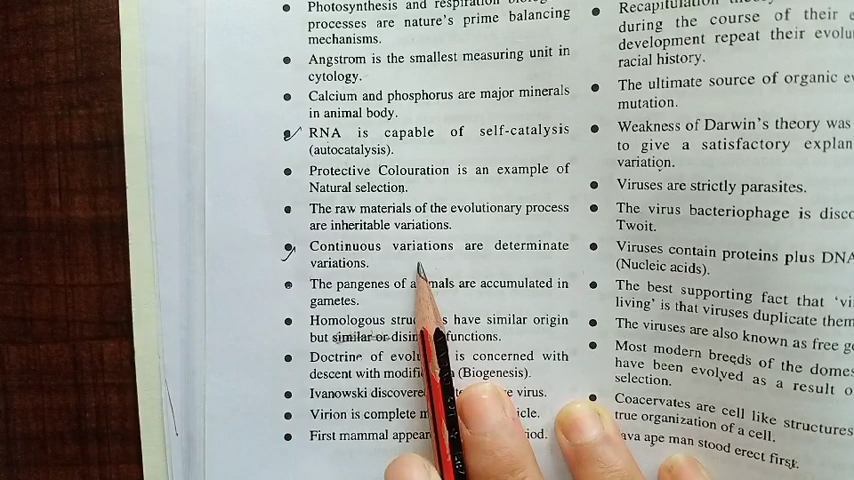 Photosynthesis and respiration
processes are nature's prime balancing
mechanisms.
Angstrom is the smallest measuring unit in
cytology.
Calcium and phosphorus are major minerals
in animal body.
RNA is capable of self-catalysis
(autocatalysis).
Protective Colouration is an example of
Natural selection.
The raw materials of the evolutionary process
are inheritable variations.
Continuous variations are determinate
variations.
The pangenes of are accumulated in
gametes.
Homologous have similar origin
but similar or functions.
Doctrine of is concerned with
descent with (Biogenesis).
Ivanowski virus.
Virion is complete
First mammal
Recapitulation
during the course of their
development repeat their
racial history.
The ultimate source of organic
mutation.
Weakness of Darwin's theory was
to give a satisfactory
variation.
Viruses are strictly parasites.
The virus bacteriophage is
Twoit.
Viruses contain proteins plus DNA
(Nucleic acids).
The best supporting fact that
living' is that viruses duplicate
The viruses are also known as free
Most modern breeds of the
have been evolved as a result
selection.
Coacervates are cell like structures
true organization of a cell.
ape man stood erect first.